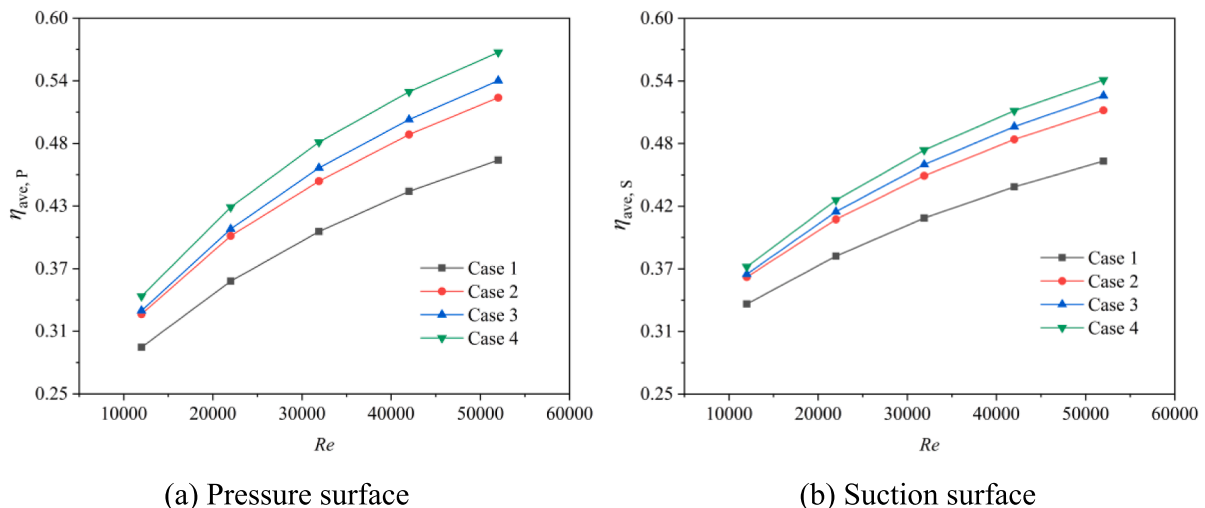 0.60
0.54
0.48
0.43
0.37
0.31
0.25
η ave, P
10000 20000 30000 40000 50000 60000
Re
Case 1
Case 2
Case 3
Case 4
(a) Pressure surface
0.60
0.54
0.48
0.42
0.37
0.31
0.25
η ave, S
10000 20000 30000 40000 50000 60000
Re
Case 1
Case 2
Case 3
Case 4
(b) Suction surface